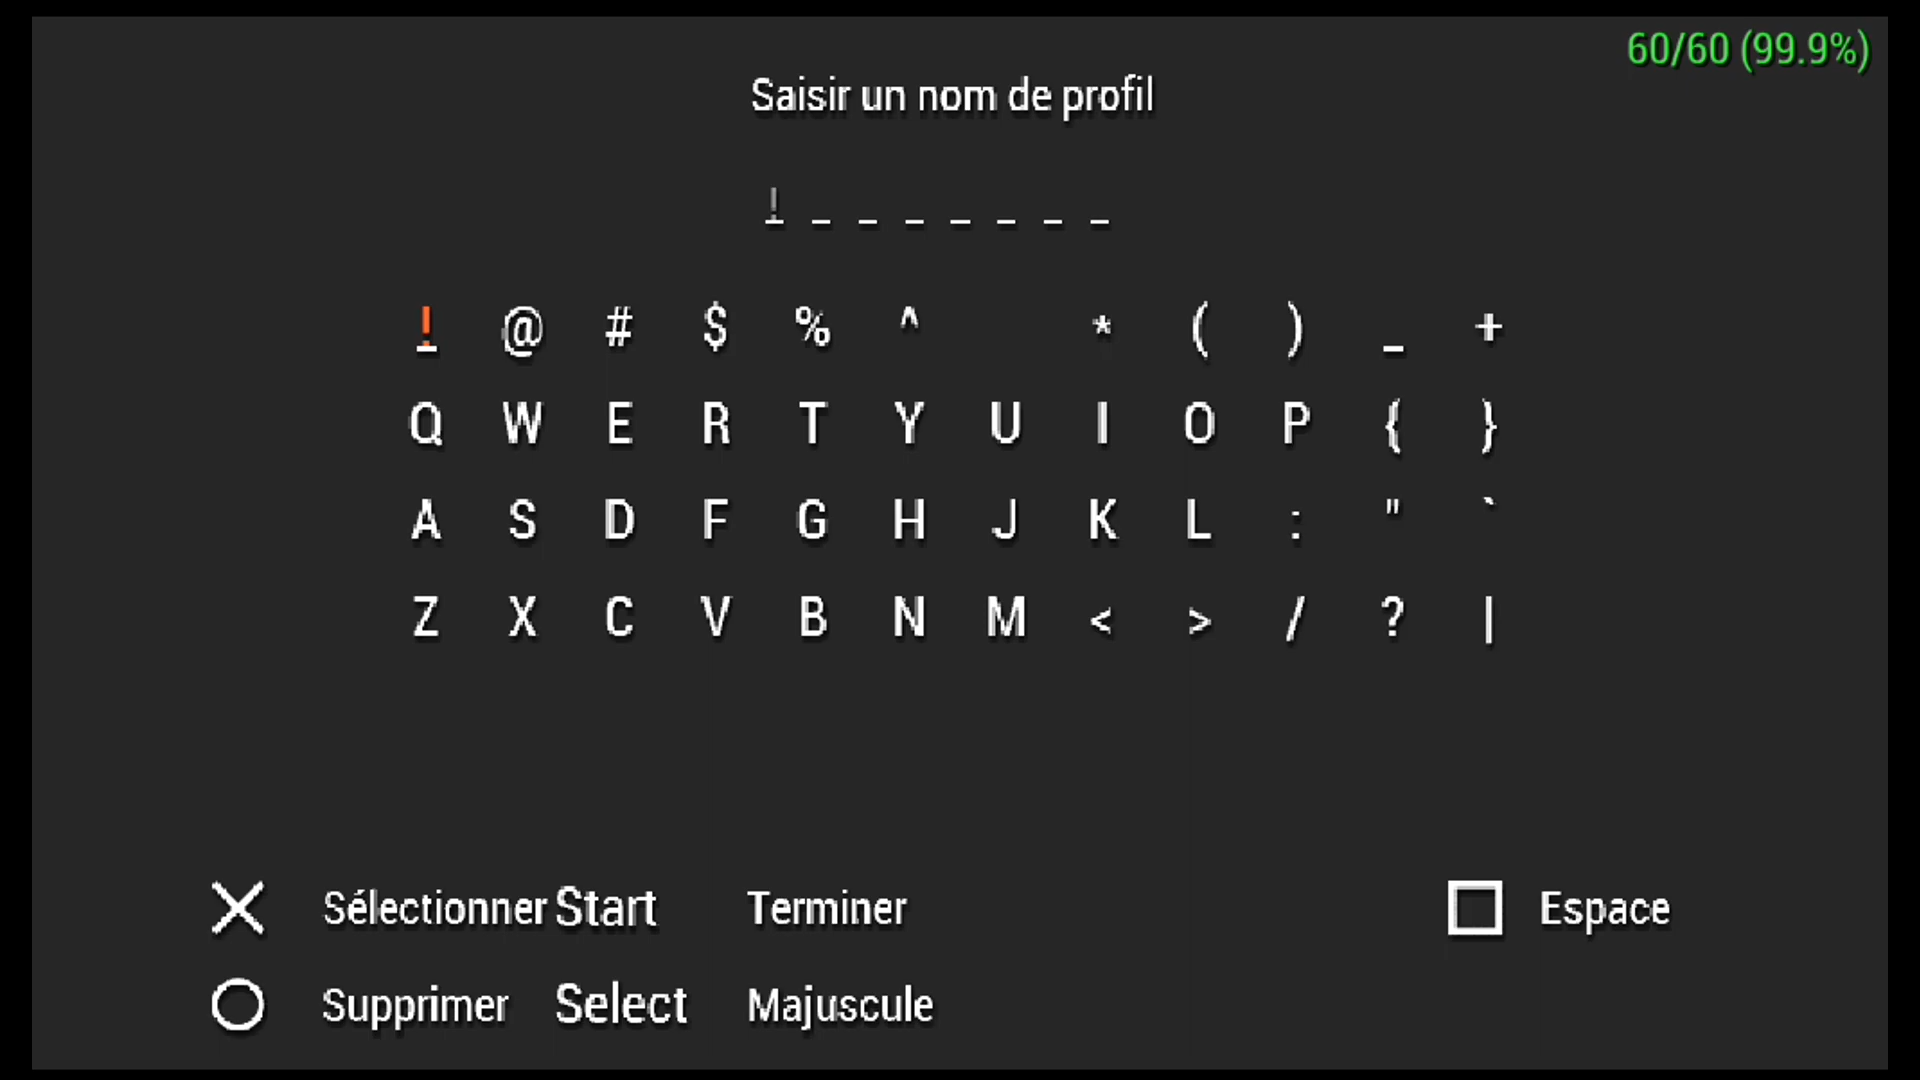 60/60 (99.9%)
Saisir un nom de profil
! _ _ _ _ _ _ _
! @ # $ % ^ * ( ) _ +
Q W E R T Y U I O P { }
A S D F G H J K L : " `
Z X C V B N M < > / ? |
Sélectionner Start Terminer Espace
Supprimer Select Majuscule